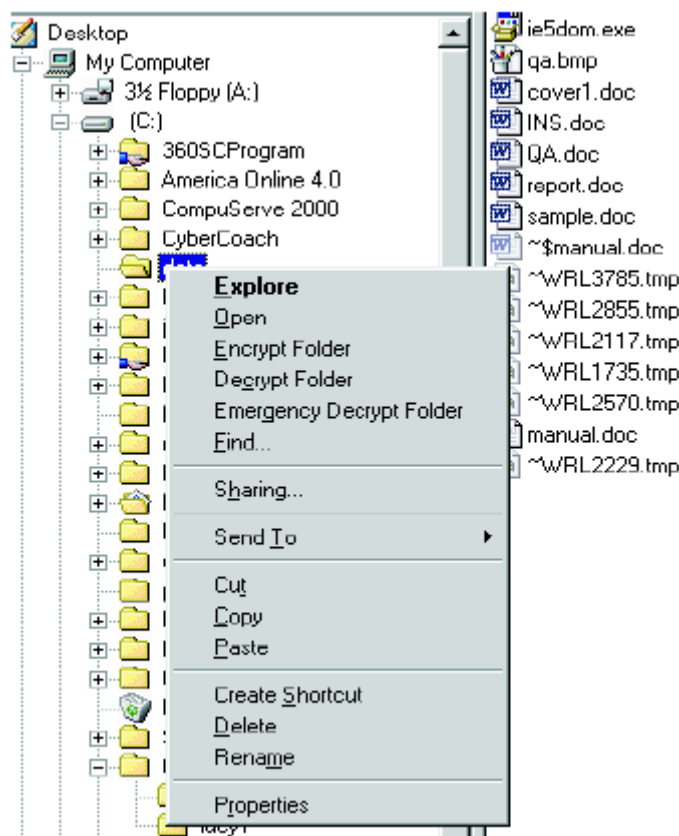 Desktop
My Computer
3½ Floppy (A:)
(C:)
360SCProgram
America Online 4.0
CompuServe 2000
CyberCoach
Explore
Open
Encrypt Folder
Decrypt Folder
Emergency Decrypt Folder
Find...
Sharing...
Send To
Cut
Copy
Paste
Create Shortcut
Delete
Rename
Properties
ie5dom.exe
qa.bmp
cover1.doc
INS.doc
QA.doc
report.doc
sample.doc
~$manual.doc
~WRL3785.tmp
~WRL2855.tmp
~WRL2117.tmp
~WRL1735.tmp
~WRL2570.tmp
manual.doc
~WRL2229.tmp